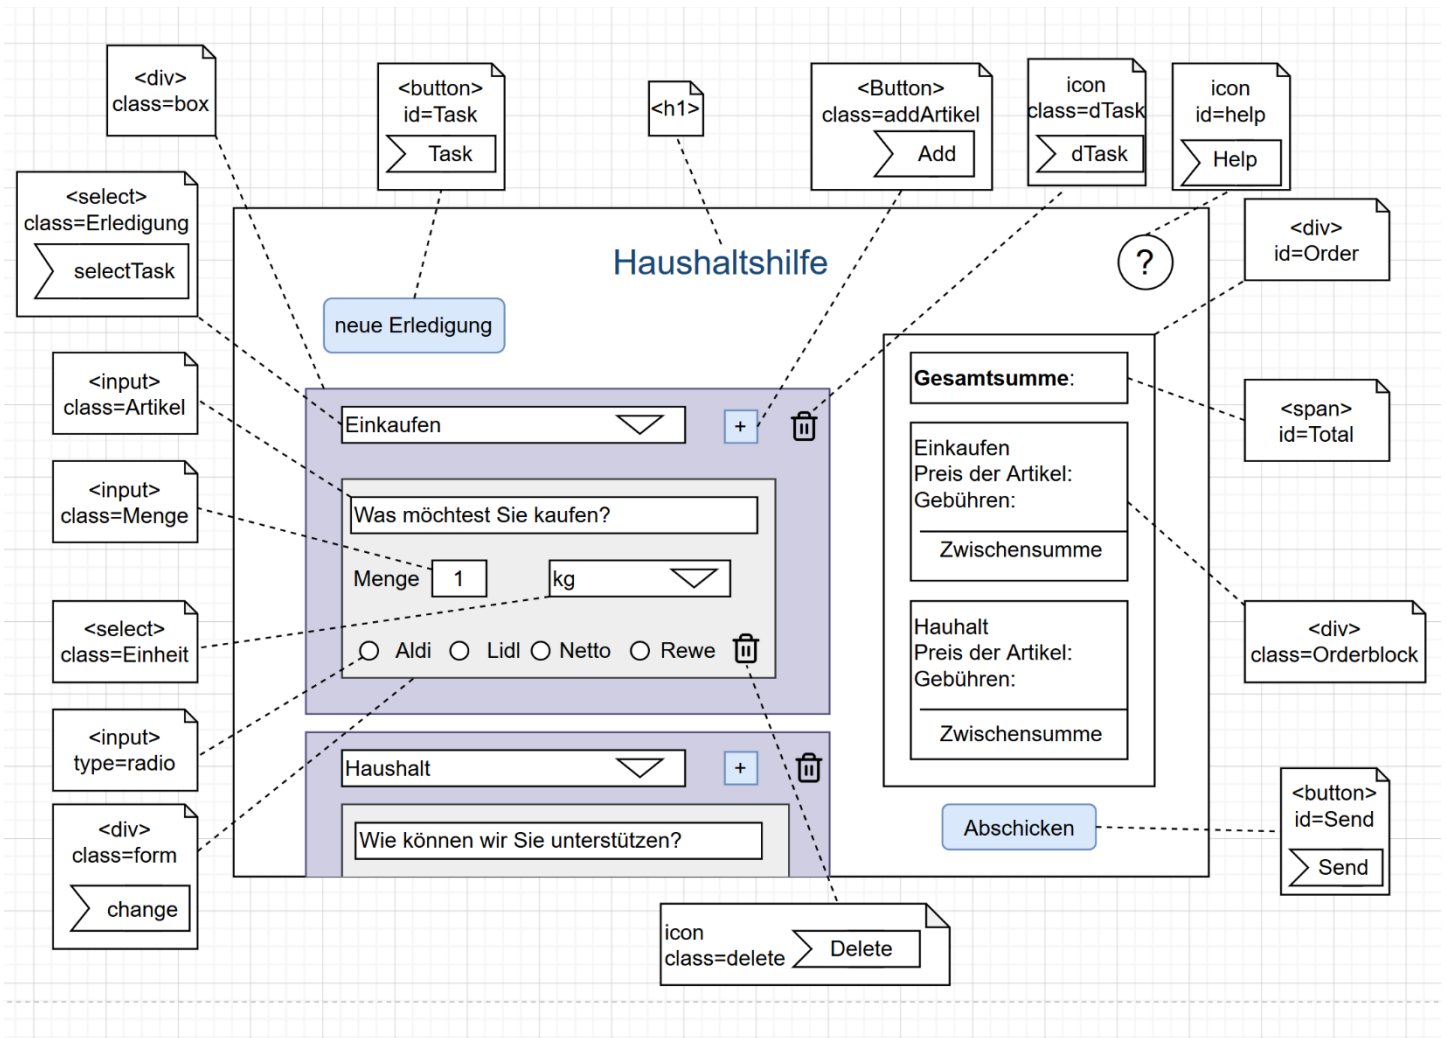 <div>
class=box
<button>
id=Task
Task
<h1>
<Button>
class=addArtikel
Add
icon
class=dTask
dTask
icon
id=help
Help
<select>
class=Erledigung
selectTask
<div>
id=Order
Haushaltshilfe
?
neue Erledigung
<input>
class=Artikel
Einkaufen
+
Gesamtsumme:
<span>
id=Total
Einkaufen
Preis der Artikel:
Gebühren:
Zwischensumme
<input>
class=Menge
Was möchtest Sie kaufen?
Menge
1
kg
<select>
class=Einheit
Aldi
Lidl
Netto
Rewe
Hauhalt
Preis der Artikel:
Gebühren:
Zwischensumme
<div>
class=Orderblock
<input>
type=radio
Haushalt
+
<div>
class=form
change
Wie können wir Sie unterstützen?
Abschicken
<button>
id=Send
Send
icon
class=delete
Delete